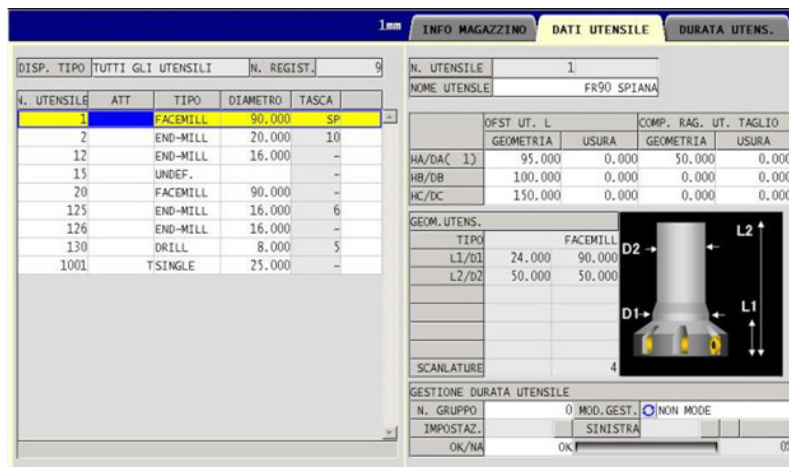 1mm INFO MAGAZZINO DATI UTENSILE DURATA UTENS.
DISP. TIPO TUTTI GLI UTENSILI N. REGIST. 9
N. UTENSILE ATT TIPO DIAMETRO TASCA
1 FACEMILL 90.000 SP
2 END-MILL 20.000 10
12 END-MILL 16.000 -
15 UNDEF. -
20 FACEMILL 90.000 -
125 END-MILL 16.000 6
126 END-MILL 16.000 -
130 DRILL 8.000 5
1001 T SINGLE 25.000 -
N. UTENSILE 1
NOME UTENSLE FR90 SPIANA
OFST UT. L COMP. RAG. UT. TAGLIO
GEOMETRIA USURA GEOMETRIA USURA
HA/DA( 1) 95.000 0.000 50.000 0.000
HB/DB 100.000 0.000 0.000 0.000
HC/DC 150.000 0.000 0.000 0.000
GEOM.UTENS.
TIPO FACEMILL
L1/D1 24.000 90.000
L2/D2 50.000 50.000
SCANLATURE 4
L2
D2
L1
D1
GESTIONE DURATA UTENSILE
N. GRUPPO 0 MOD.GEST. NON MODE
IMPOSTAZ. SINISTRA
OK/NA OK 0%